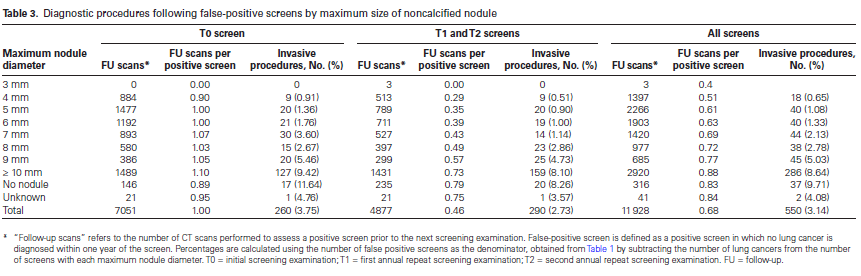 Table 3. Diagnostic procedures following false-positive screens by maximum size of noncalcified nodule
T0 screen T1 and T2 screens All screens
Maximum nodule diameter FU scans* FU scans per positive screen Invasive procedures, No. (%) FU scans* FU scans per positive screen Invasive procedures, No. (%) FU scans* FU scans per positive screen Invasive procedures, No. (%)
3 mm 0 0.00 0 3 0.00 0 3 0.4
4 mm 884 0.90 9 (0.91) 513 0.29 9 (0.51) 1397 0.51 18 (0.65)
5 mm 1477 1.00 20 (1.36) 789 0.35 20 (0.90) 2266 0.61 40 (1.08)
6 mm 1192 1.00 21 (1.76) 711 0.39 19 (1.00) 1903 0.63 40 (1.33)
7 mm 893 1.07 30 (3.60) 527 0.43 14 (1.14) 1420 0.69 44 (2.13)
8 mm 580 1.03 15 (2.67) 397 0.49 23 (2.86) 977 0.72 38 (2.78)
9 mm 386 1.05 20 (5.46) 299 0.57 25 (4.73) 685 0.77 45 (5.03)
≥ 10 mm 1489 1.10 127 (9.42) 1431 0.73 159 (8.10) 2920 0.88 286 (8.64)
No nodule 146 0.89 17 (11.64) 235 0.79 20 (8.26) 316 0.83 37 (9.71)
Unknown 21 0.95 1 (4.76) 21 0.75 1 (3.57) 41 0.84 2 (4.08)
Total 7051 1.00 260 (3.75) 4877 0.46 290 (2.73) 11 928 0.68 550 (3.14)
* "Follow-up scans" refers to the number of CT scans performed to assess a positive screen prior to the next screening examination. False-positive screen is defined as a positive screen in which no lung cancer is
diagnosed within one year of the screen. Percentages are calculated using the number of false positive screens as the denominator, obtained from Table 1 by subtracting the number of lung cancers from the number
of screens with each maximum nodule diameter. T0 = initial screening examination; T1 = first annual repeat screening examination; T2 = second annual repeat screening examination. FU = follow-up.